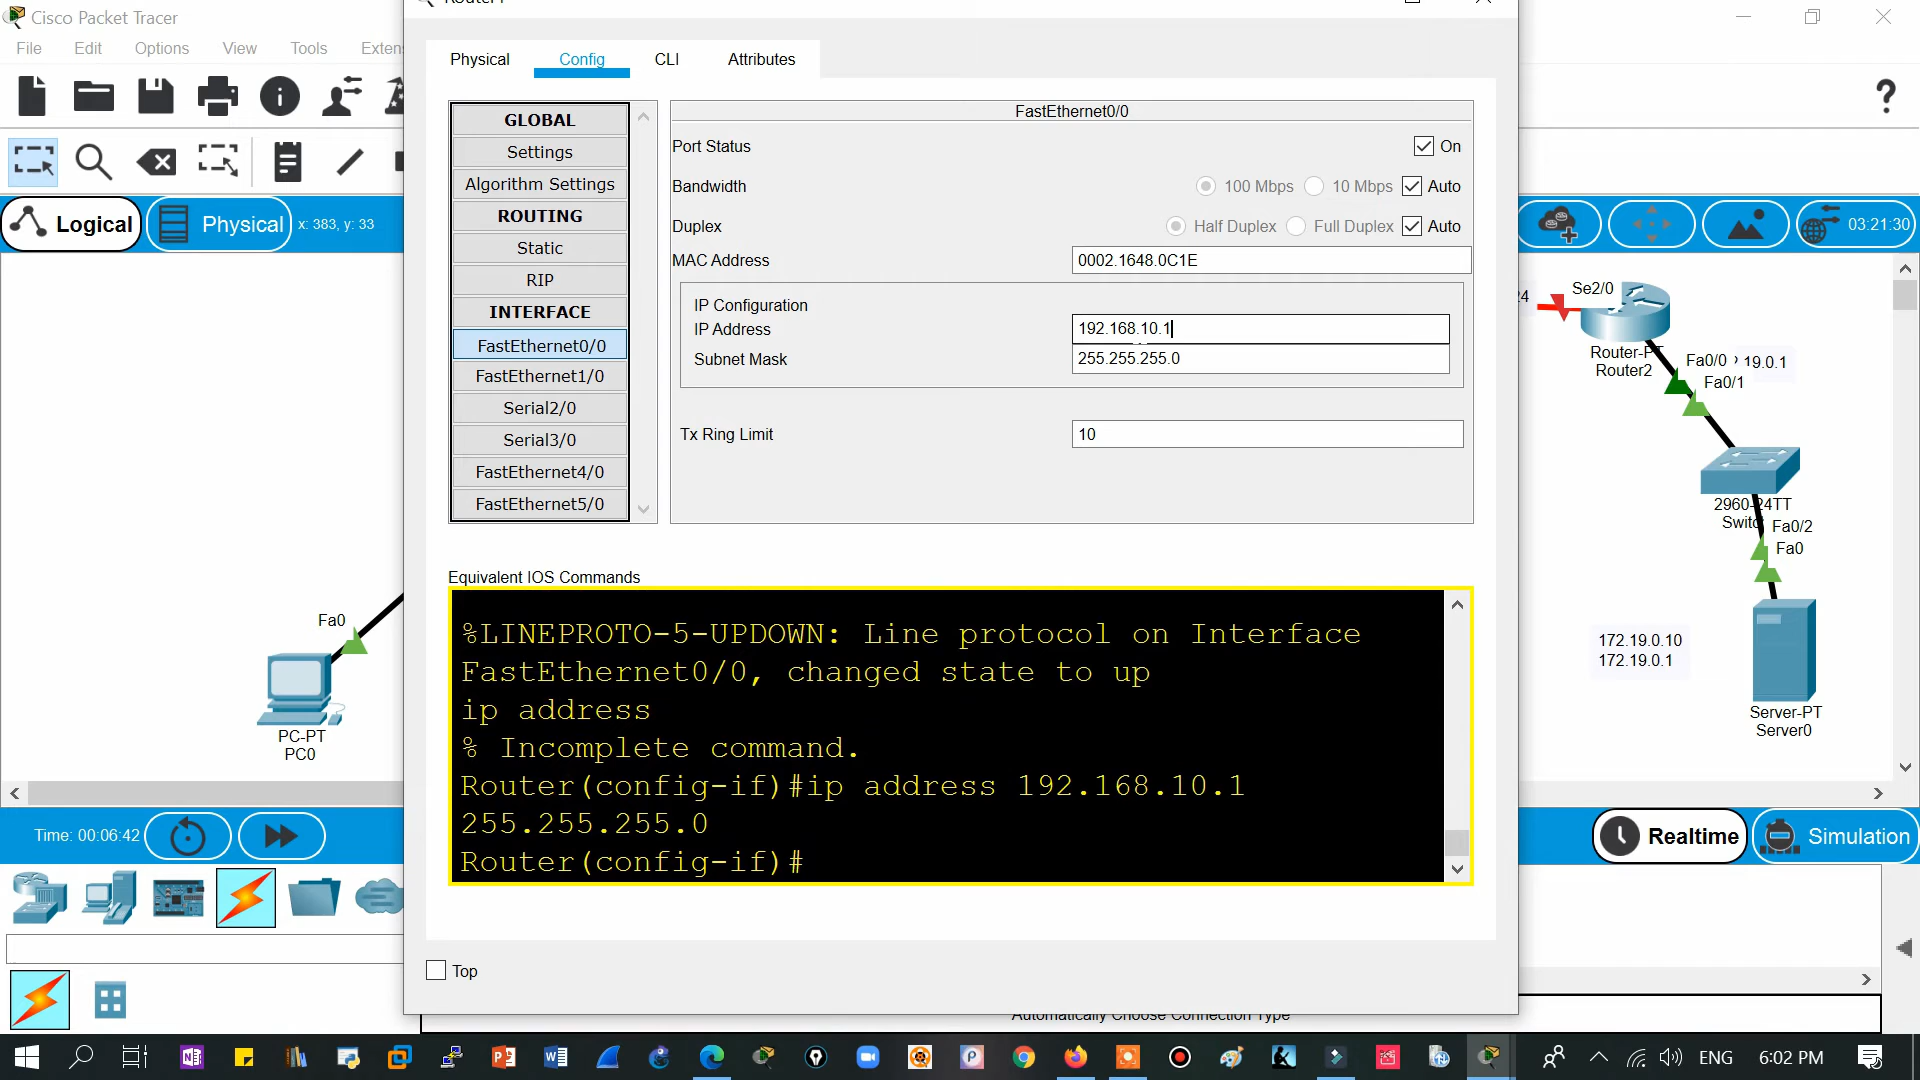 Cisco Packet Tracer
File Edit Options View Tools
Logical
Physical
x: 383, y: 33
Physical
Config
CLI
Attributes
GLOBAL
Settings
Algorithm Settings
ROUTING
Static
RIP
INTERFACE
FastEthernet0/0
FastEthernet1/0
Serial2/0
Serial3/0
FastEthernet4/0
FastEthernet5/0
FastEthernet0/0
Port Status
On
Bandwidth
100 Mbps
10 Mbps
Auto
Duplex
Half Duplex
Full Duplex
Auto
MAC Address
0002.1648.0C1E
IP Configuration
IP Address
192.168.10.1
Subnet Mask
255.255.255.0
Tx Ring Limit
10
Equivalent IOS Commands
%LINEPROTO-5-UPDOWN: Line protocol on Interface
FastEthernet0/0, changed state to up
ip address
% Incomplete command.
Router(config-if)#ip address 192.168.10.1
255.255.255.0
Router(config-if)#
Top
03:21:30
Se2/0
Router2
Fa0/0
19.0.1
Fa0/1
Fa0/2
Fa0
172.19.0.10
172.19.0.1
Server-PT
Server0
Fa0
PC-PT
PC0
Time: 00:06:42
Realtime
Simulation
Automatically Choose Connection Type
ENG
6:02 PM